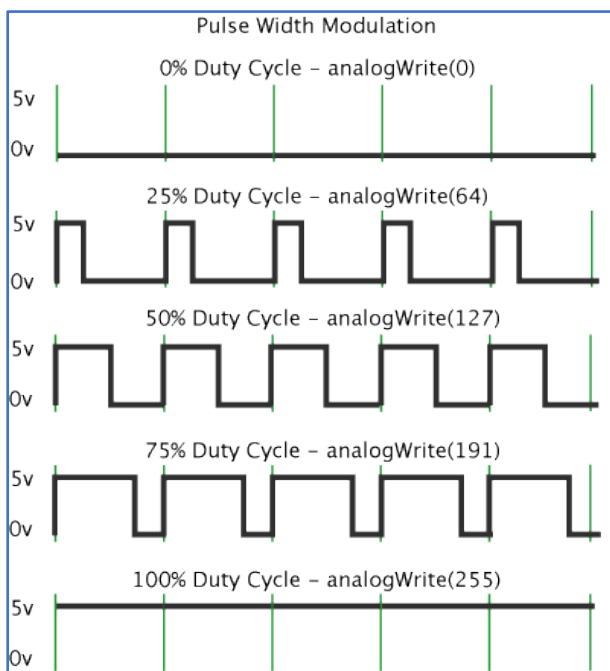 Pulse Width Modulation
0% Duty Cycle – analogWrite(0)
5v
0v
25% Duty Cycle – analogWrite(64)
5v
0v
50% Duty Cycle – analogWrite(127)
5v
0v
75% Duty Cycle – analogWrite(191)
5v
0v
100% Duty Cycle – analogWrite(255)
5v
0v